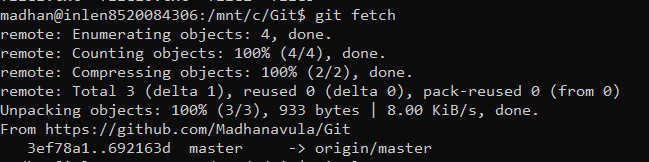 madhan@inlen8520084306:/mnt/c/Git$ git fetch
remote: Enumerating objects: 4, done.
remote: Counting objects: 100% (4/4), done.
remote: Compressing objects: 100% (2/2), done.
remote: Total 3 (delta 1), reused 0 (delta 0), pack-reused 0 (from 0)
Unpacking objects: 100% (3/3), 933 bytes | 8.00 KiB/s, done.
From https://github.com/Madhanavula/Git
   3ef78a1..692163d  master     -> origin/master